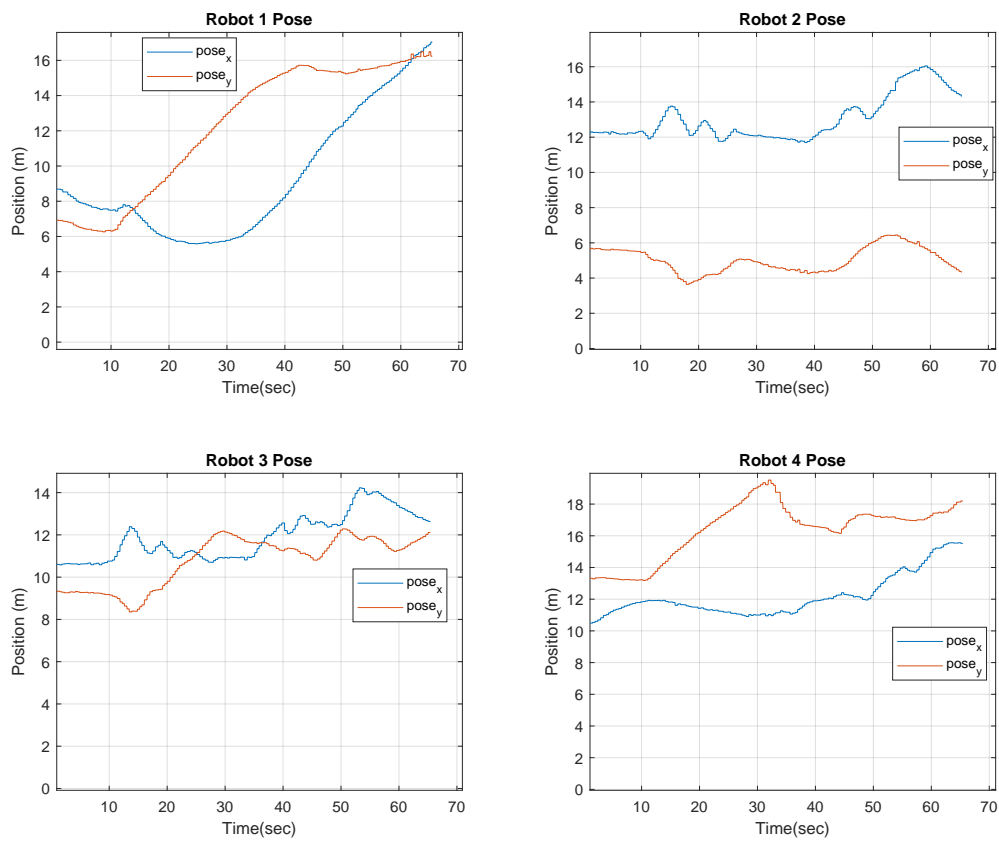 Robot 1 Pose
pose_x
pose_y
16
14
12
10
8
6
4
2
0
Position (m)
10 20 30 40 50 60 70
Time(sec)
Robot 2 Pose
pose_x
pose_y
16
14
12
10
8
6
4
2
0
Position (m)
10 20 30 40 50 60 70
Time(sec)
Robot 3 Pose
pose_x
pose_y
14
12
10
8
6
4
2
0
Position (m)
10 20 30 40 50 60 70
Time(sec)
Robot 4 Pose
pose_x
pose_y
18
16
14
12
10
8
6
4
2
0
Position (m)
10 20 30 40 50 60 70
Time(sec)